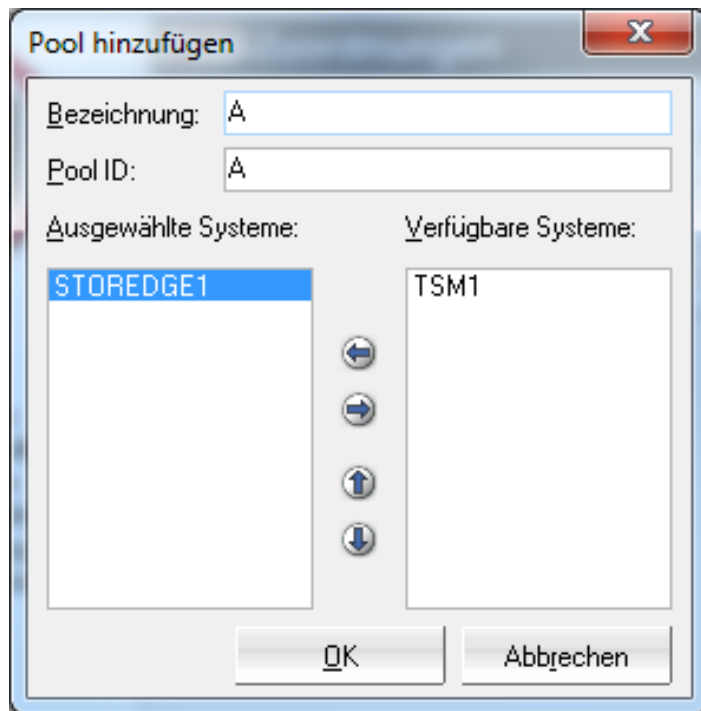 Pool hinzufügen
Bezeichnung: A
Pool ID: A
Ausgewählte Systeme:
STOREDGE1
Verfügbare Systeme:
TSM1
OK
Abbrechen